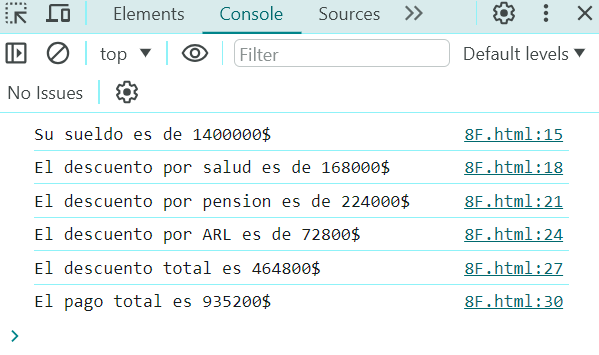 Elements Console Sources
top Filter Default levels
No Issues
Su sueldo es de 1400000$ 8F.html:15
El descuento por salud es de 168000$ 8F.html:18
El descuento por pension es de 224000$ 8F.html:21
El descuento por ARL es de 72800$ 8F.html:24
El descuento total es 464800$ 8F.html:27
El pago total es 935200$ 8F.html:30